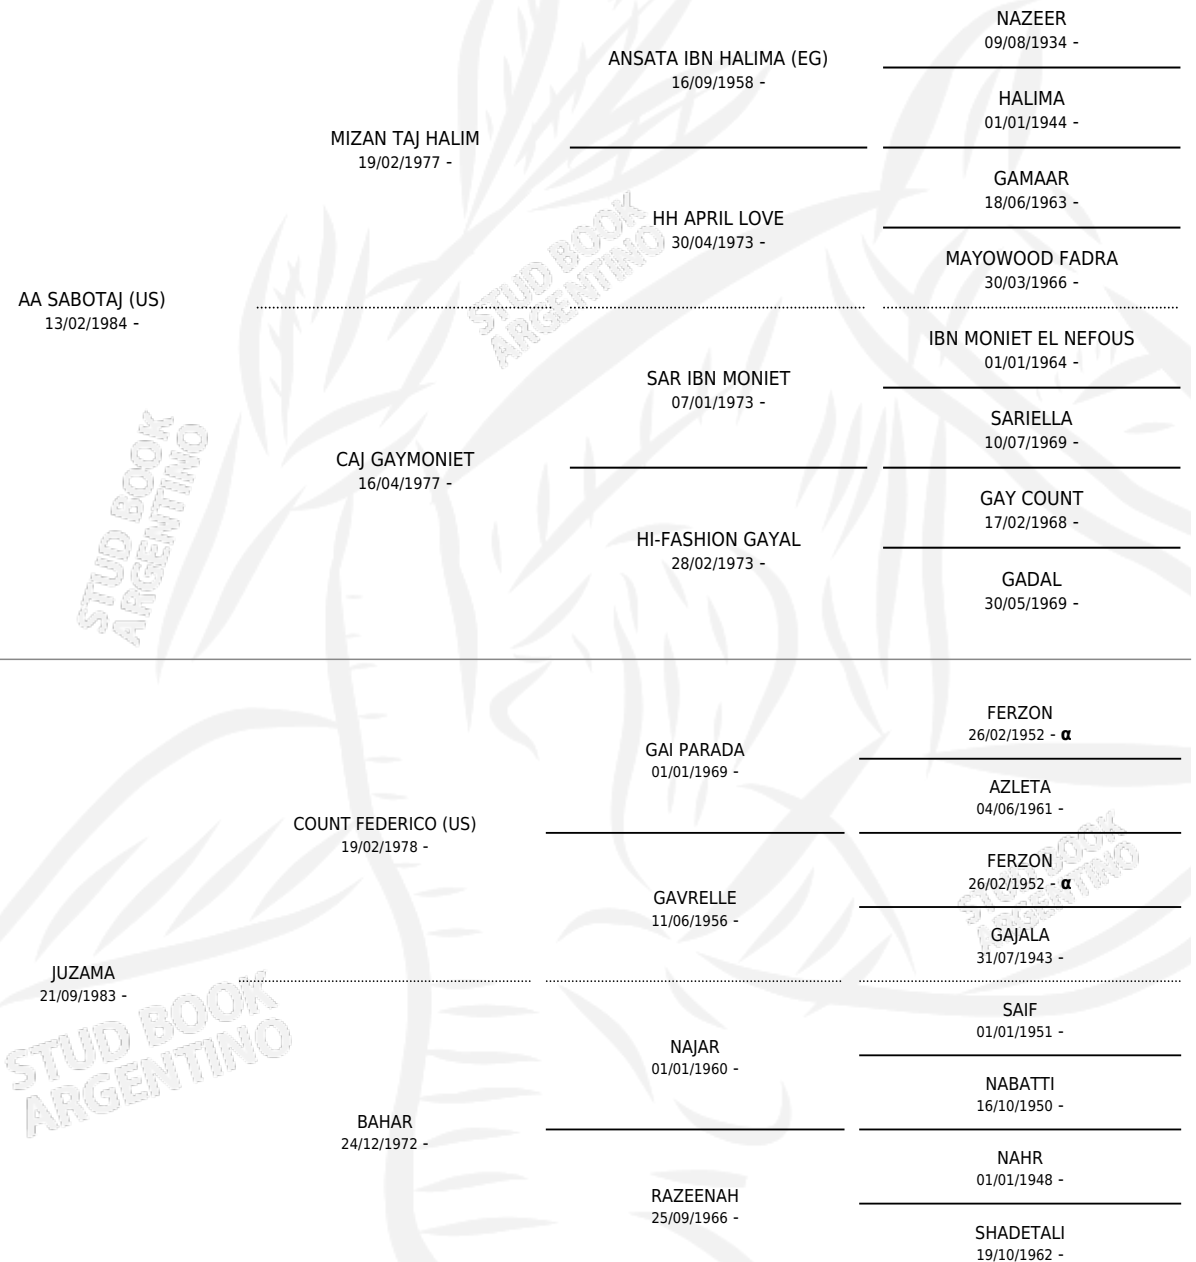 NAZEER
09/08/1934 -
ANSATA IBN HALIMA (EG)
16/09/1958 -
HALIMA
01/01/1944 -
MIZAN TAJ HALIM
19/02/1977 -
GAMAAR
18/06/1963 -
HH APRIL LOVE
30/04/1973 -
MAYOWOOD FADRA
30/03/1966 -
AA SABOTAJ (US)
13/02/1984 -
IBN MONIET EL NEFOUS
01/01/1964 -
SAR IBN MONIET
07/01/1973 -
SARIELLA
10/07/1969 -
CAJ GAYMONIET
16/04/1977 -
GAY COUNT
17/02/1968 -
HI-FASHION GAYAL
28/02/1973 -
GADAL
30/05/1969 -
FERZON
26/02/1952 - α
GAI PARADA
01/01/1969 -
AZLETA
04/06/1961 -
COUNT FEDERICO (US)
19/02/1978 -
FERZON
26/02/1952 - α
GAVRELLE
11/06/1956 -
GAJALA
31/07/1943 -
JUZAMA
21/09/1983 -
SAIF
01/01/1951 -
NAJAR
01/01/1960 -
NABATTI
16/10/1950 -
BAHAR
24/12/1972 -
NAHR
01/01/1948 -
RAZEENAH
25/09/1966 -
SHADETALI
19/10/1962 -
STUD BOOK
ARGENTINO
STUD BOOK
ARGENTINO
STUD BOOK
ARGENTINO
STUD BOOK
ARGENTINO